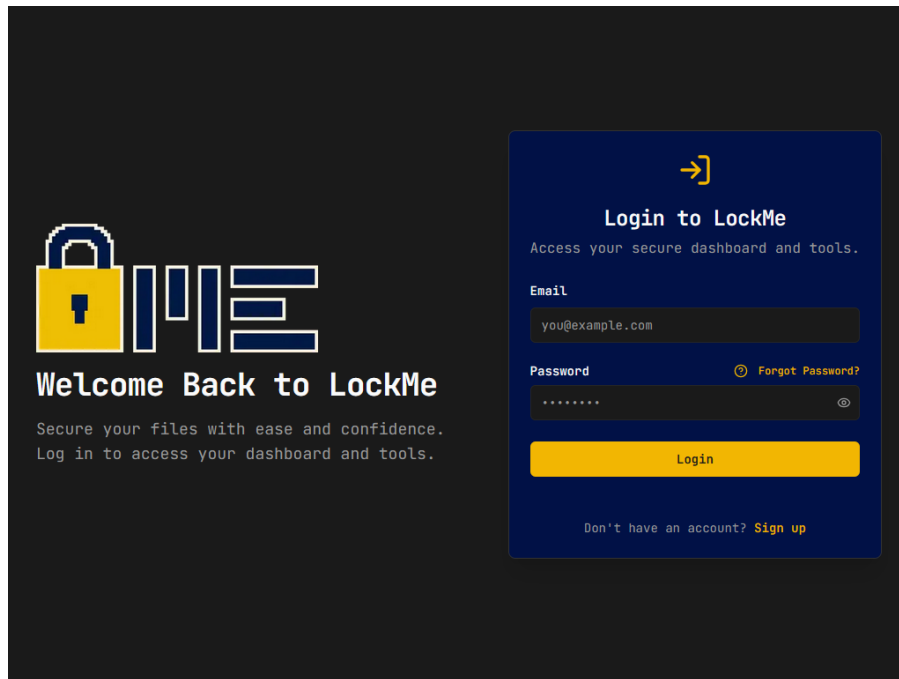 ME
Welcome Back to LockMe
Secure your files with ease and confidence.
Log in to access your dashboard and tools.
Login to LockMe
Access your secure dashboard and tools.
Email
you@example.com
Password
Forgot Password?
••••••••
Login
Don't have an account? Sign up